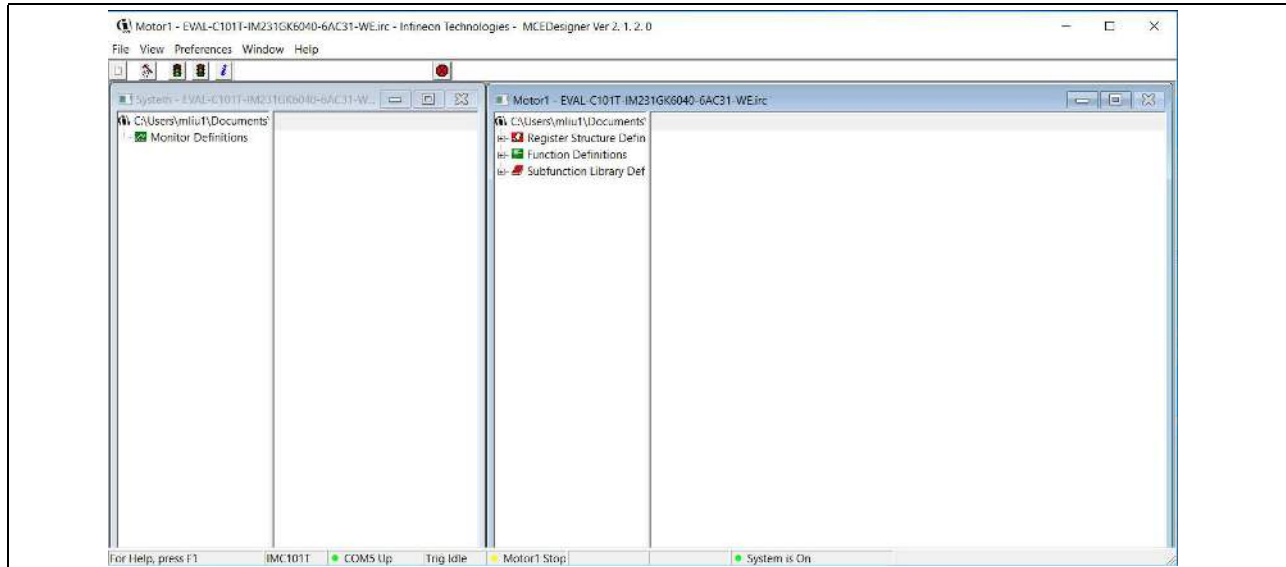 Motor1 - EVAL-C101T-IM231GK6040-6AC31-WE.irc - Infineon Technologies - MCEDesigner Ver 2. 1. 2. 0
File View Preferences Window Help
System - EVAL-C101T-IM231GK6040-6AC31-W...
Motor1 - EVAL-C101T-IM231GK6040-6AC31-WE.irc
C:\Users\mliu1\Documents'
Monitor Definitions
C:\Users\mliu1\Documents'
Register Structure Defin
Function Definitions
Subfunction Library Def
For Help, press F1 IMC101T COM5 Up Trig Idle Motor1 Stop System is On